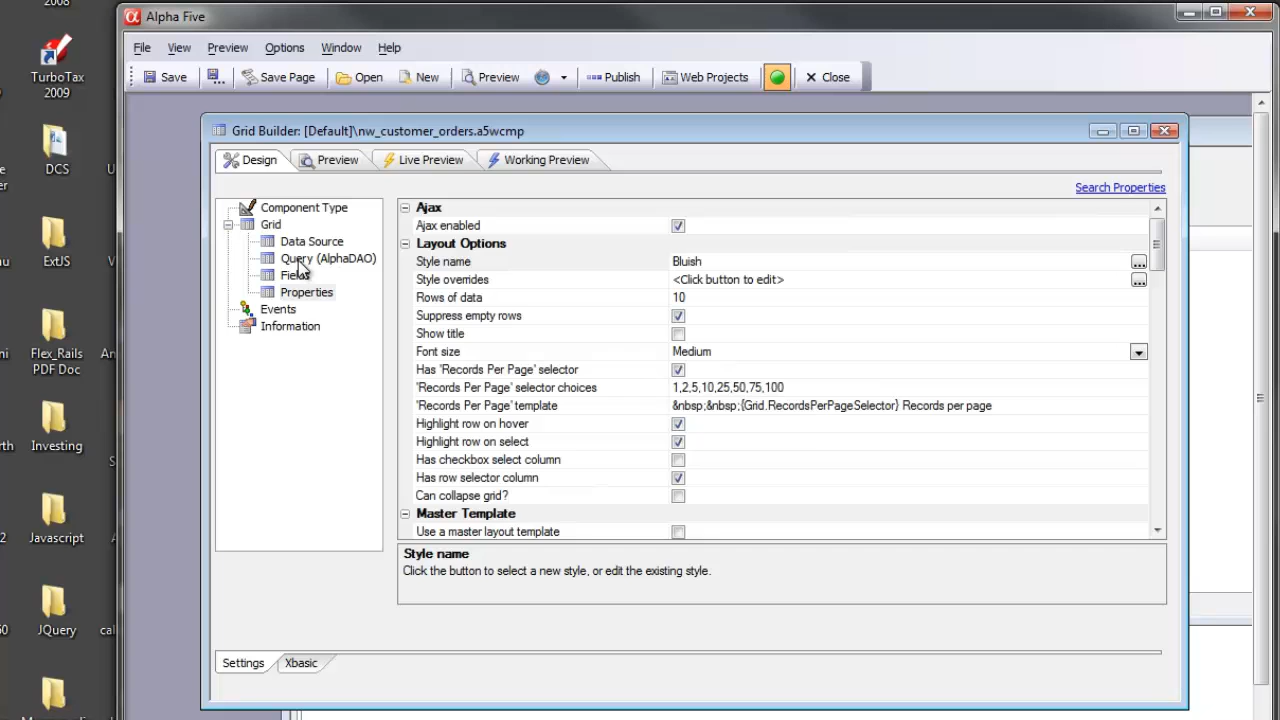 2008
Alpha Five
File View Preview Options Window Help
TurboTax
2009
Save Save Page Open New Preview Publish Web Projects Close
Grid Builder: [Default]\nw_customer_orders.a5wcmp
Design Preview Live Preview Working Preview
DCS
Search Properties
Component Type
Grid
Data Source
Query (AlphaDAO)
Fields
Properties
Events
Information
Ajax
Ajax enabled
Layout Options
Style name Bluish ...
Style overrides <Click button to edit> ...
Rows of data 10
Suppress empty rows
Show title
Font size Medium
Has 'Records Per Page' selector
'Records Per Page' selector choices 1,2,5,10,25,50,75,100
'Records Per Page' template &nbsp;&nbsp;{Grid.RecordsPerPageSelector} Records per page
Highlight row on hover
Highlight row on select
Has checkbox select column
Has row selector column
Can collapse grid?
Master Template
Use a master layout template
Style name
Click the button to select a new style, or edit the existing style.
Settings Xbasic
ExtJS
Flex_Rails
PDF Doc
Investing
Javascript
JQuery